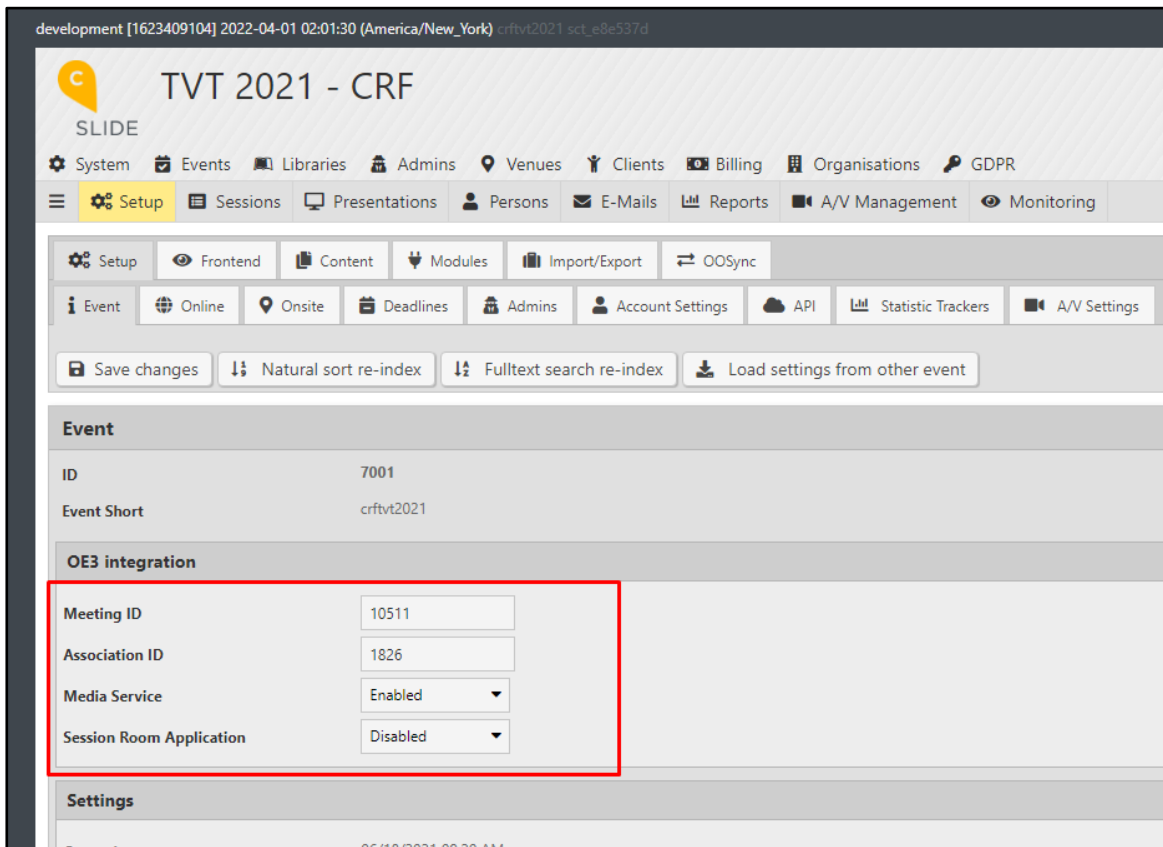 development [1623409104] 2022-04-01 02:01:30 (America/New_York) crftvt2021 sct_e8e537d
C
TVT 2021 - CRF
SLIDE
System Events Libraries Admins Venues Clients Billing Organisations GDPR
Setup Sessions Presentations Persons E-Mails Reports A/V Management Monitoring
Setup Frontend Content Modules Import/Export OOSync
Event Online Onsite Deadlines Admins Account Settings API Statistic Trackers A/V Settings
Save changes Natural sort re-index Fulltext search re-index Load settings from other event
Event
ID 7001
Event Short crftvt2021
OE3 integration
Meeting ID 10511
Association ID 1826
Media Service Enabled
Session Room Application Disabled
Settings